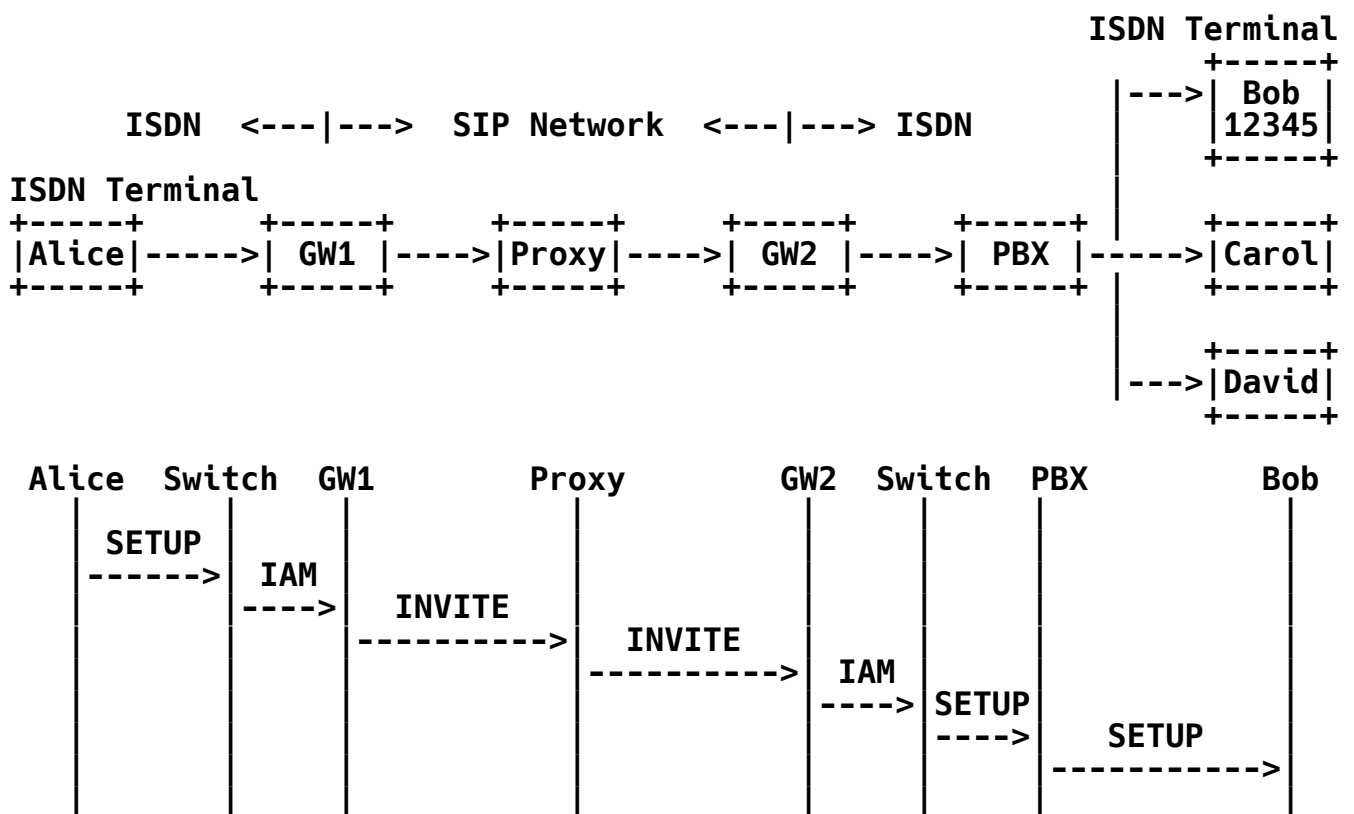 ISDN Terminal
+-----+
|--->| Bob |
ISDN  <---|--->  SIP Network  <---|---> ISDN          |    |12345|
|    +-----+
ISDN Terminal                                             |
+-----+      +-----+     +-----+     +-----+     +-----+ |    +-----+
|Alice|----->| GW1 |---->|Proxy|---->| GW2 |---->| PBX |----->|Carol|
+-----+      +-----+     +-----+     +-----+     +-----+ |    +-----+
|
|    +-----+
|--->|David|
+-----+
Alice  Switch  GW1        Proxy        GW2  Switch  PBX         Bob
|       |     |           |           |     |     |            |
| SETUP |     |           |           |     |     |            |
|------>| IAM |           |           |     |     |            |
|       |---->|  INVITE   |           |     |     |            |
|       |     |---------->|  INVITE   |     |     |            |
|       |     |           |---------->| IAM |     |            |
|       |     |           |           |---->|SETUP|            |
|       |     |           |           |     |---->|   SETUP    |
|       |     |           |           |     |     |----------->|
|       |     |           |           |     |     |            |